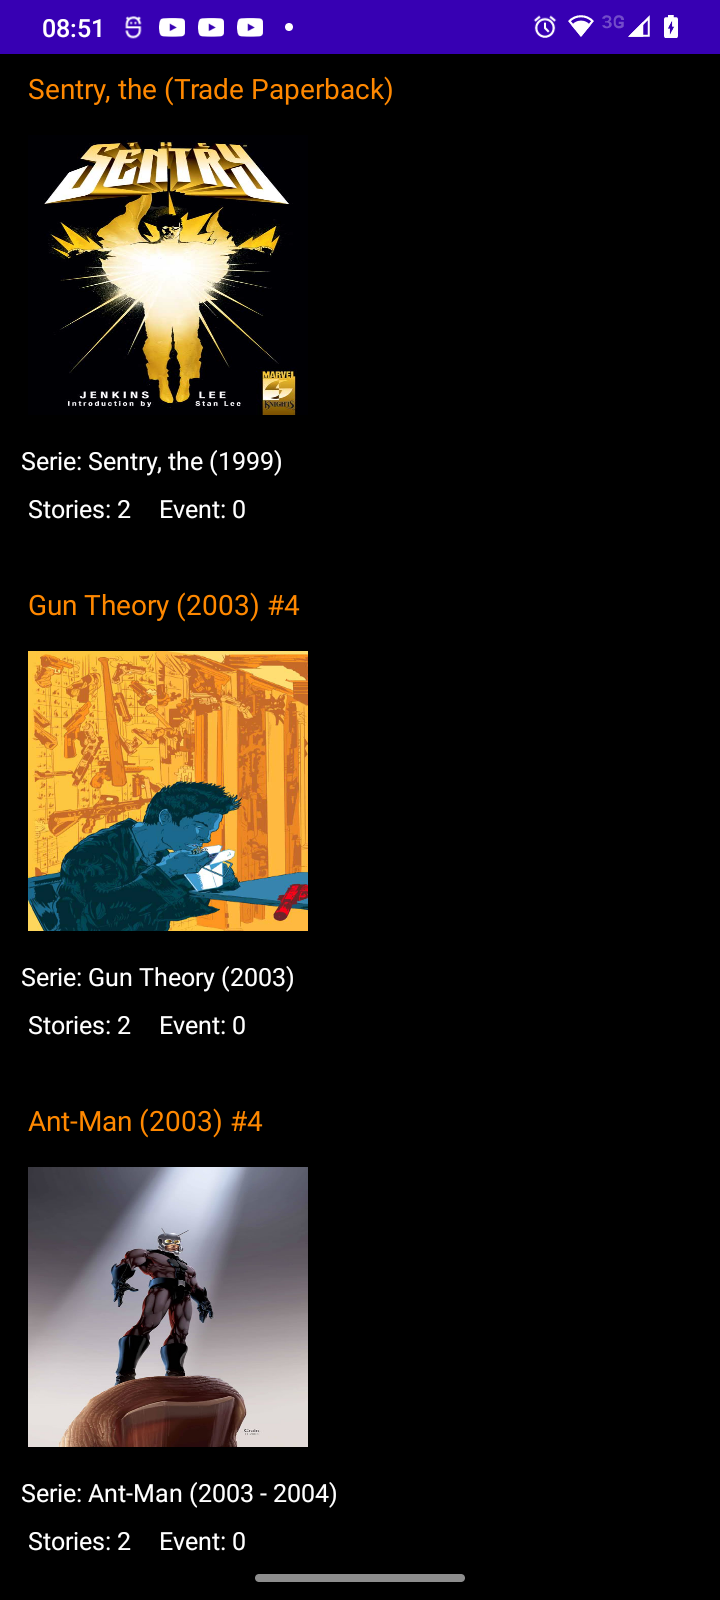 08:51
3G
Sentry, the (Trade Paperback)
THE
SENTRY
JENKINS LEE
Introduction by Stan Lee
MARVEL
KNIGHTS
Serie: Sentry, the (1999)
Stories: 2 Event: 0
Gun Theory (2003) #4
Serie: Gun Theory (2003)
Stories: 2 Event: 0
Ant-Man (2003) #4
Serie: Ant-Man (2003 - 2004)
Stories: 2 Event: 0